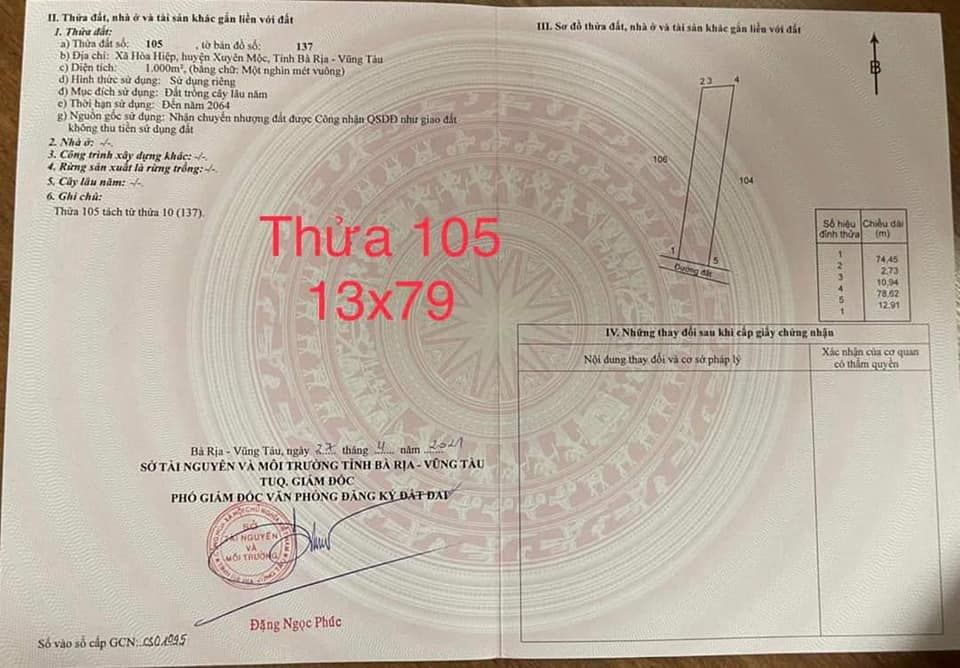 II. Thửa đất, nhà ở và tài sản khác gắn liền với đất
1. Thửa đất:
a) Thửa đất số: 105 , tờ bản đồ số: 137
b) Địa chỉ: Xã Hòa Hiệp, huyện Xuyên Mộc, Tỉnh Bà Rịa - Vũng Tàu
c) Diện tích: 1.000m², (bằng chữ: Một nghìn mét vuông)
d) Hình thức sử dụng: Sử dụng riêng
đ) Mục đích sử dụng: Đất trồng cây lâu năm
e) Thời hạn sử dụng: Đến năm 2064
g) Nguồn gốc sử dụng: Nhận chuyển nhượng đất được Công nhận QSDĐ như giao đất
không thu tiền sử dụng đất
2. Nhà ở: -/-.
3. Công trình xây dựng khác: -/-.
4. Rừng sản xuất là rừng trồng:-/-.
5. Cây lâu năm: -/-.
6. Ghi chú:
Thửa 105 tách từ thửa 10 (137).
Thửa 105
13x79
Bà Rịa - Vũng Tàu, ngày 27 tháng 4 năm 2021
SỞ TÀI NGUYÊN VÀ MÔI TRƯỜNG TỈNH BÀ RỊA - VŨNG TÀU
TUQ. GIÁM ĐỐC
PHÓ GIÁM ĐỐC VĂN PHÒNG ĐĂNG KÝ ĐẤT ĐAI
SỞ
TÀI NGUYÊN
VÀ
MÔI TRƯỜNG
Đặng Ngọc Phúc
Số vào sổ cấp GCN: CS01095
III. Sơ đồ thửa đất, nhà ở và tài sản khác gắn liền với đất
B
2 3 4
106
104
1 5
Đường đất
Số hiệu đỉnh thửa Chiều dài (m)
1
74,45
2
2,73
3
10,94
4
78,62
5
12,91
1
IV. Những thay đổi sau khi cấp giấy chứng nhận
Nội dung thay đổi và cơ sở pháp lý
Xác nhận của cơ quan
có thẩm quyền